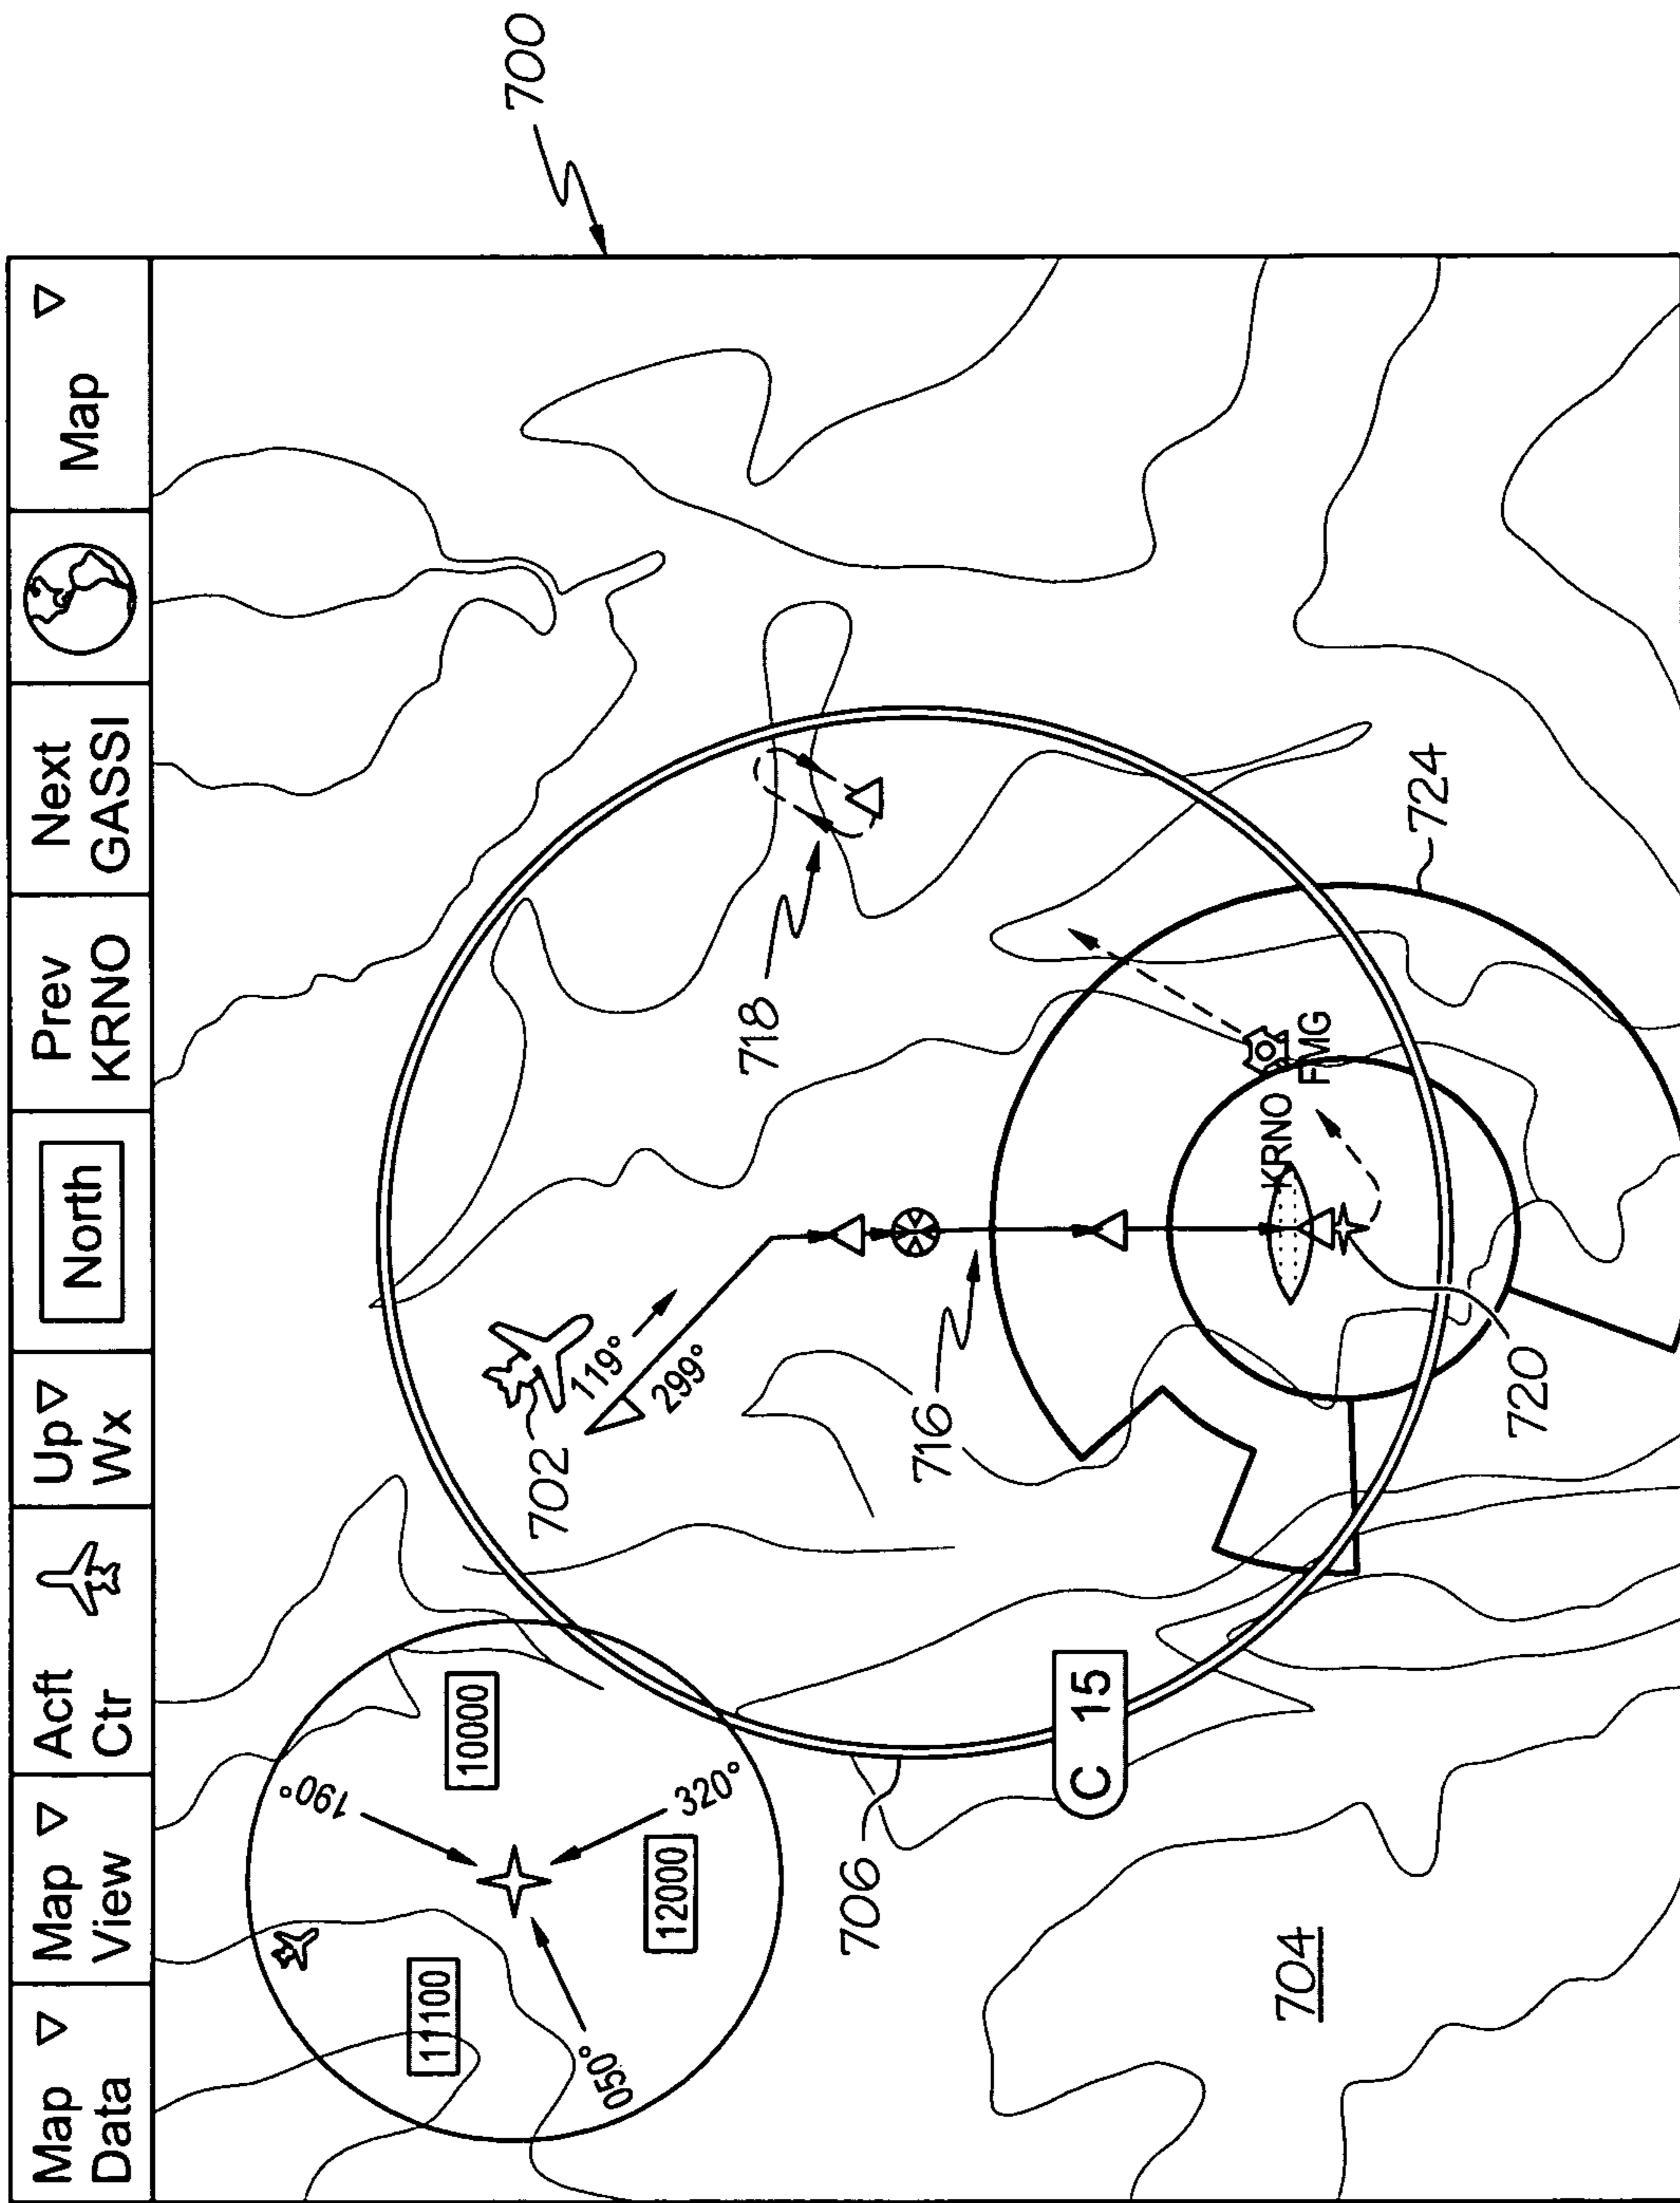 Map
Data
Map
View
Acft
Ctr
Up
Wx
North
Prev
KRNO
Next
GASSI
Map
700
11100
10000
12000
190°
320°
050°
702
119°
299°
718
706
716
C 15
KRNO
FMG
724
704
720